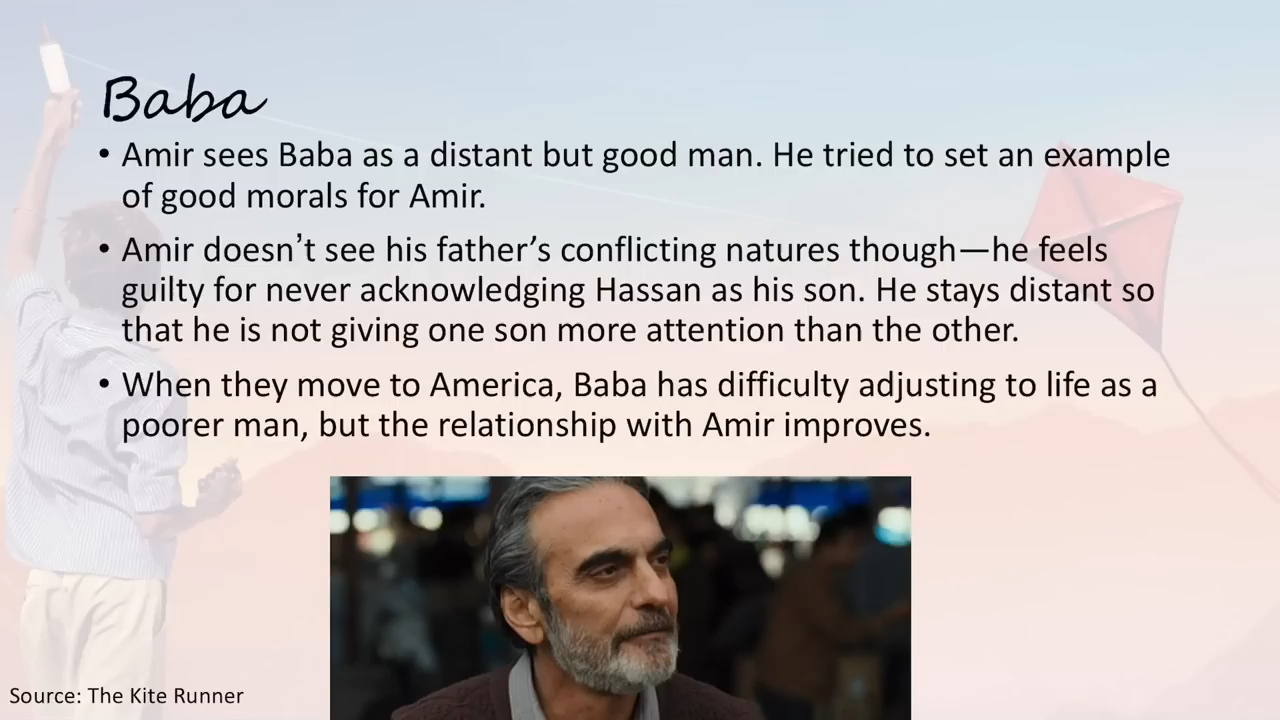 Baba
• Amir sees Baba as a distant but good man. He tried to set an example
of good morals for Amir.
• Amir doesn’t see his father’s conflicting natures though—he feels
guilty for never acknowledging Hassan as his son. He stays distant so
that he is not giving one son more attention than the other.
• When they move to America, Baba has difficulty adjusting to life as a
poorer man, but the relationship with Amir improves.
Source: The Kite Runner